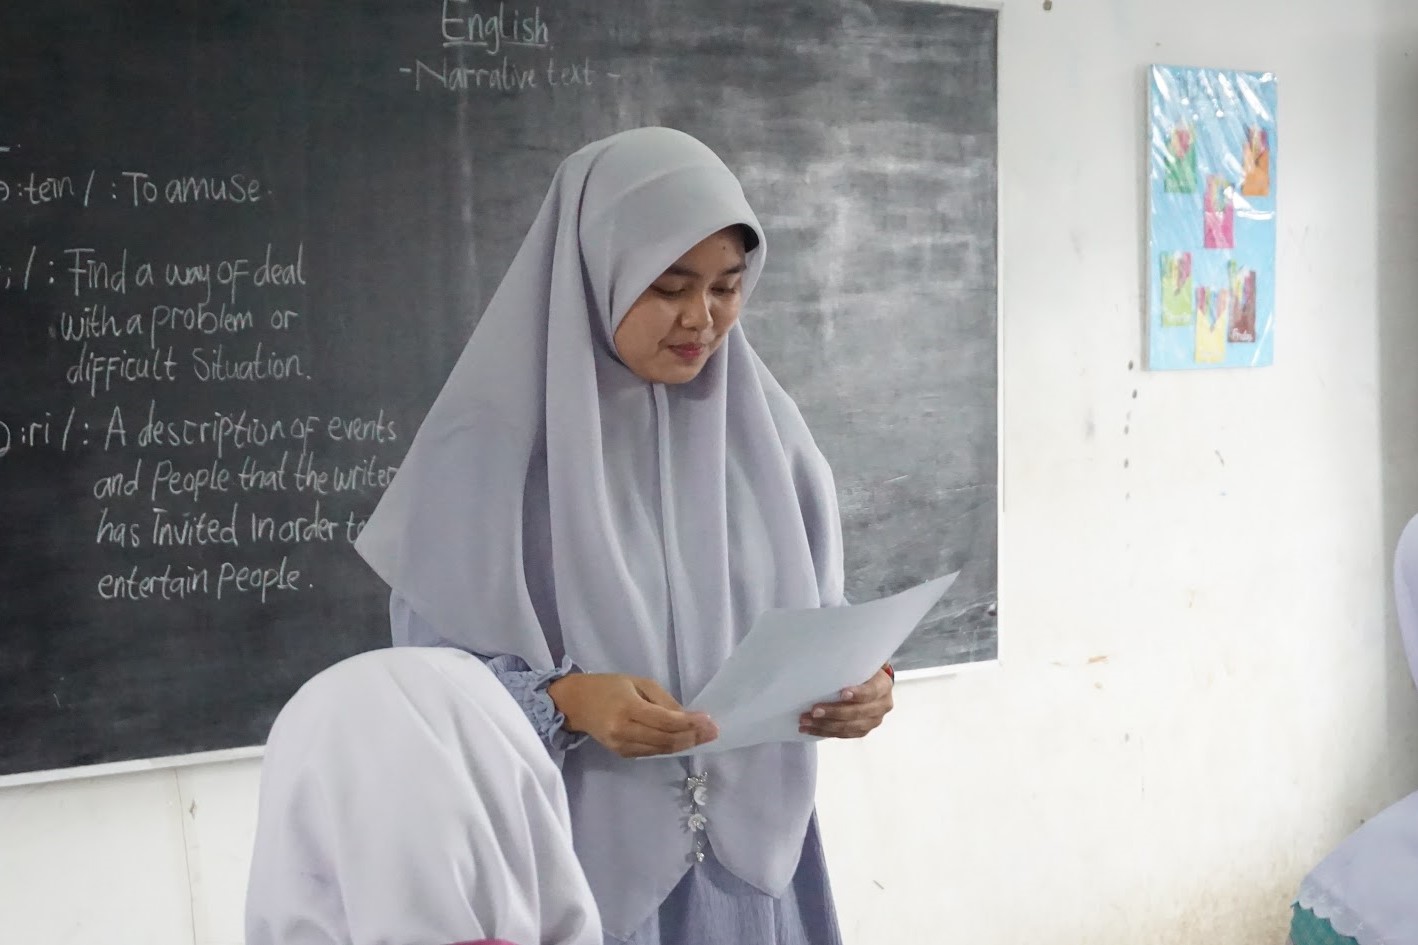 English
- Narrative text -
:tein / : To amuse.
/ : Find a way of deal
with a problem or
difficult situation.
:ri / : A description of events
and people that the writer
has invited in order to
entertain people.